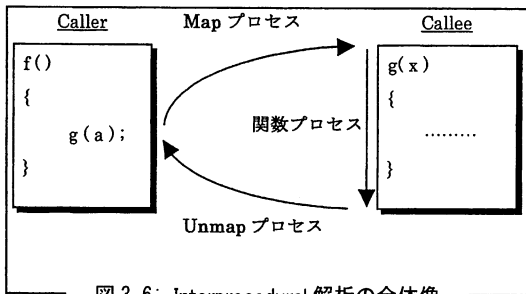 Caller
Map プロセス
Callee
f()
{
g(a);
}
関数プロセス
g(x)
{
.........
}
Unmap プロセス
図 3.6: Interprocedural 解析の全体像